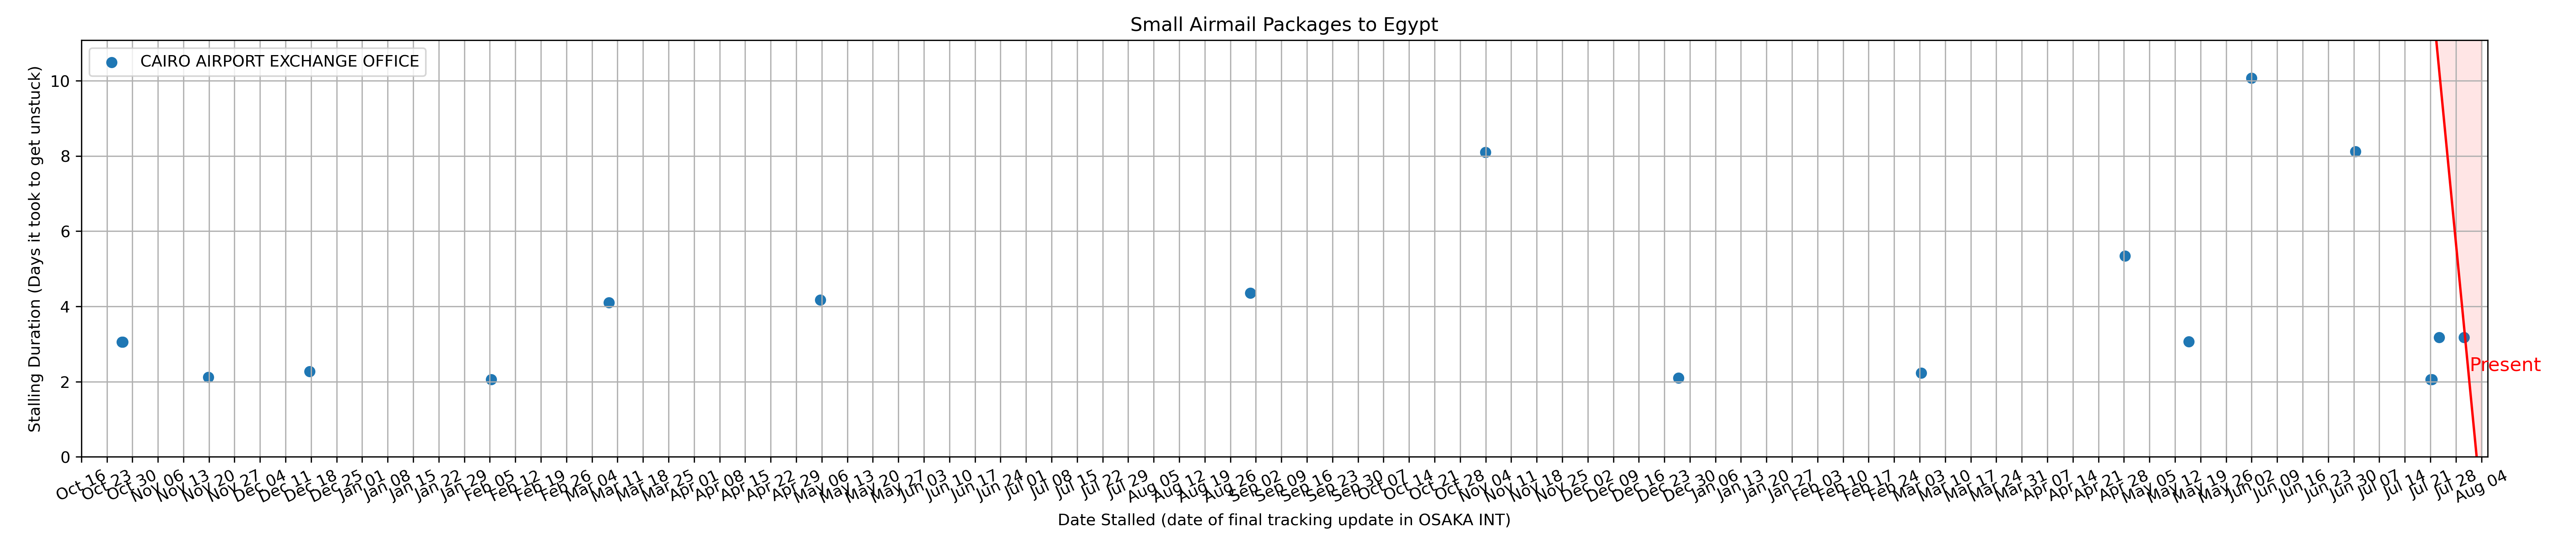 Small Airmail Packages to Egypt
CAIRO AIRPORT EXCHANGE OFFICE
Stalling Duration (Days it took to get unstuck)
10
8
6
4
2
0
Present
Oct 16
Oct 23
Oct 30
Nov 06
Nov 13
Nov 20
Nov 27
Dec 04
Dec 11
Dec 18
Dec 25
Jan 01
Jan 08
Jan 15
Jan 22
Jan 29
Feb 05
Feb 12
Feb 19
Feb 26
Mar 04
Mar 11
Mar 18
Mar 25
Apr 01
Apr 08
Apr 15
Apr 22
Apr 29
May 06
May 13
May 20
May 27
Jun 03
Jun 10
Jun 17
Jun 24
Jul 01
Jul 08
Jul 15
Jul 22
Jul 29
Aug 05
Aug 12
Aug 19
Aug 26
Sep 02
Sep 09
Sep 16
Sep 23
Sep 30
Oct 07
Oct 14
Oct 21
Oct 28
Nov 04
Nov 11
Nov 18
Nov 25
Dec 02
Dec 09
Dec 16
Dec 23
Dec 30
Jan 06
Jan 13
Jan 20
Jan 27
Feb 03
Feb 10
Feb 17
Feb 24
Mar 03
Mar 10
Mar 17
Mar 24
Mar 31
Apr 07
Apr 14
Apr 21
Apr 28
May 05
May 12
May 19
May 26
Jun 02
Jun 09
Jun 16
Jun 23
Jun 30
Jul 07
Jul 14
Jul 21
Jul 28
Aug 04
Date Stalled (date of final tracking update in OSAKA INT)